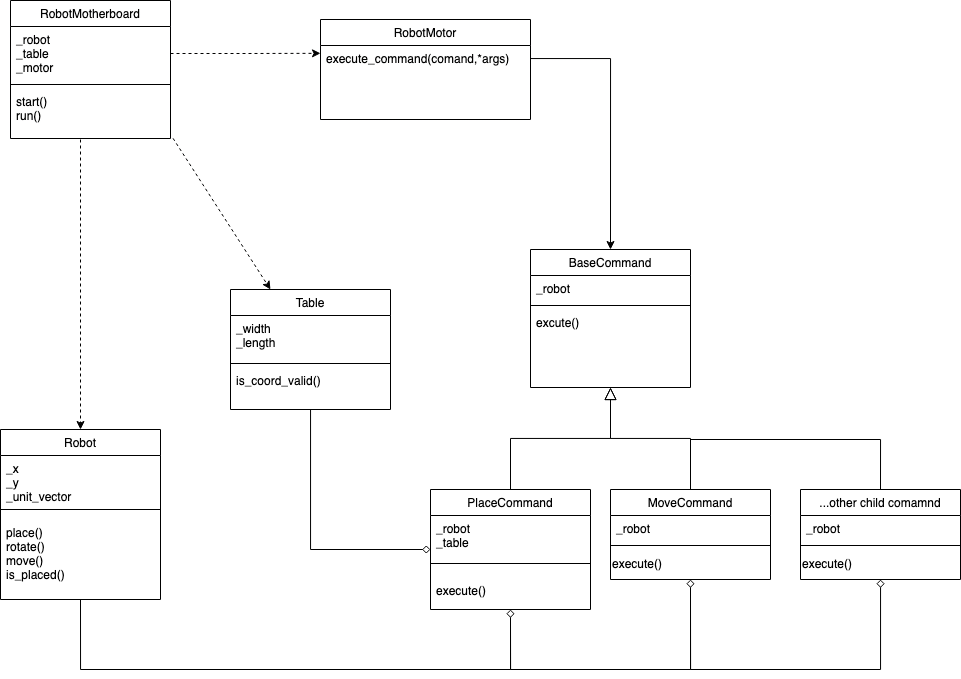 RobotMotherboard
_robot
_table
_motor
start()
run()
RobotMotor
execute_command(comand,*args)
BaseCommand
_robot
excute()
Table
_width
_length
is_coord_valid()
Robot
_x
_y
_unit_vector
place()
rotate()
move()
is_placed()
PlaceCommand
_robot
_table
execute()
MoveCommand
_robot
execute()
...other child comamnd
_robot
execute()